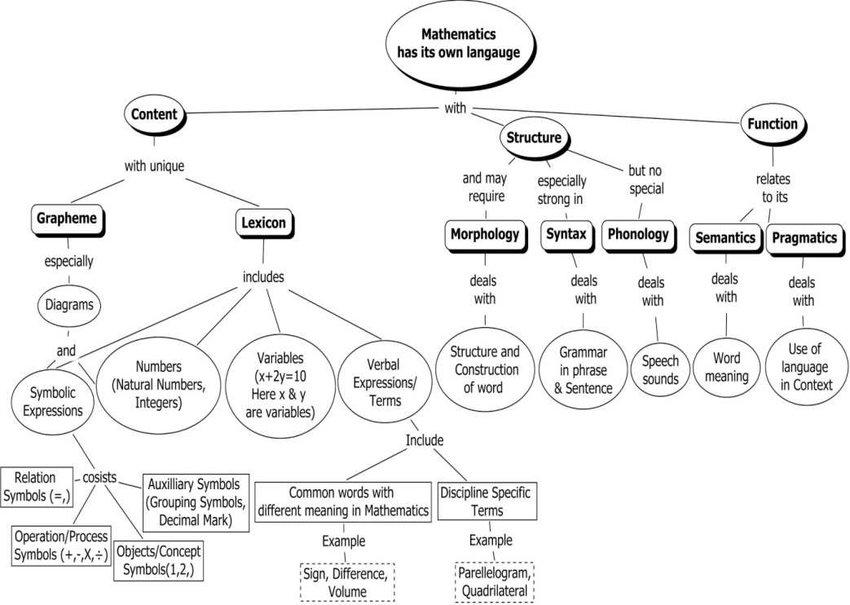 Mathematics
has its own langauge
with
Content
Structure
Function
with unique
and may
require
especially
strong in
but no
special
relates
to its
Grapheme
Lexicon
Morphology
Syntax
Phonology
Semantics
Pragmatics
especially
includes
deals
with
deals
with
deals
with
deals
with
deals
with
Diagrams
and
Symbolic
Expressions
Numbers
(Natural Numbers,
Integers)
Variables
(x+2y=10
Here x & y
are variables)
Verbal
Expressions/
Terms
Structure and
Construction
of word
Grammar
in phrase
& Sentence
Speech
sounds
Word
meaning
Use of
language
in Context
Include
cosists
Relation
Symbols (=,)
Auxilliary Symbols
(Grouping Symbols,
Decimal Mark)
Operation/Process
Symbols (+,-,X,÷)
Objects/Concept
Symbols(1,2,)
Common words with
different meaning in Mathematics
Discipline Specific
Terms
Example
Example
Sign, Difference,
Volume
Parellelogram,
Quadrilateral